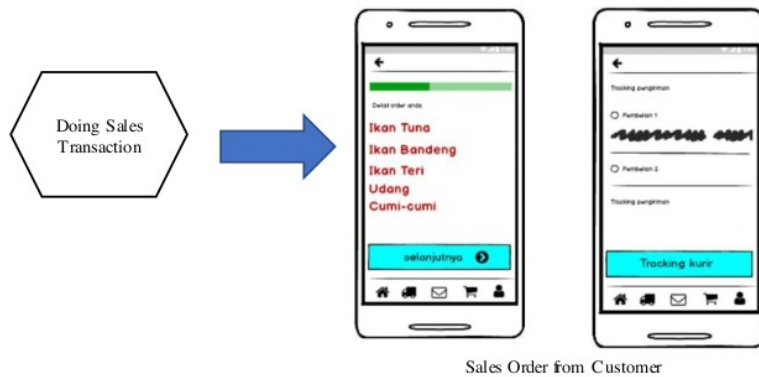 Doing Sales
Transaction
Detail order anda
Ikan Tuna
Ikan Bandeng
Ikan Teri
Udang
Cumi-cumi
selanjutnya
Tracking pengiriman
Pembelian 1
Pembelian 2
Tracking pengiriman
Tracking kurir
Sales Order from Customer